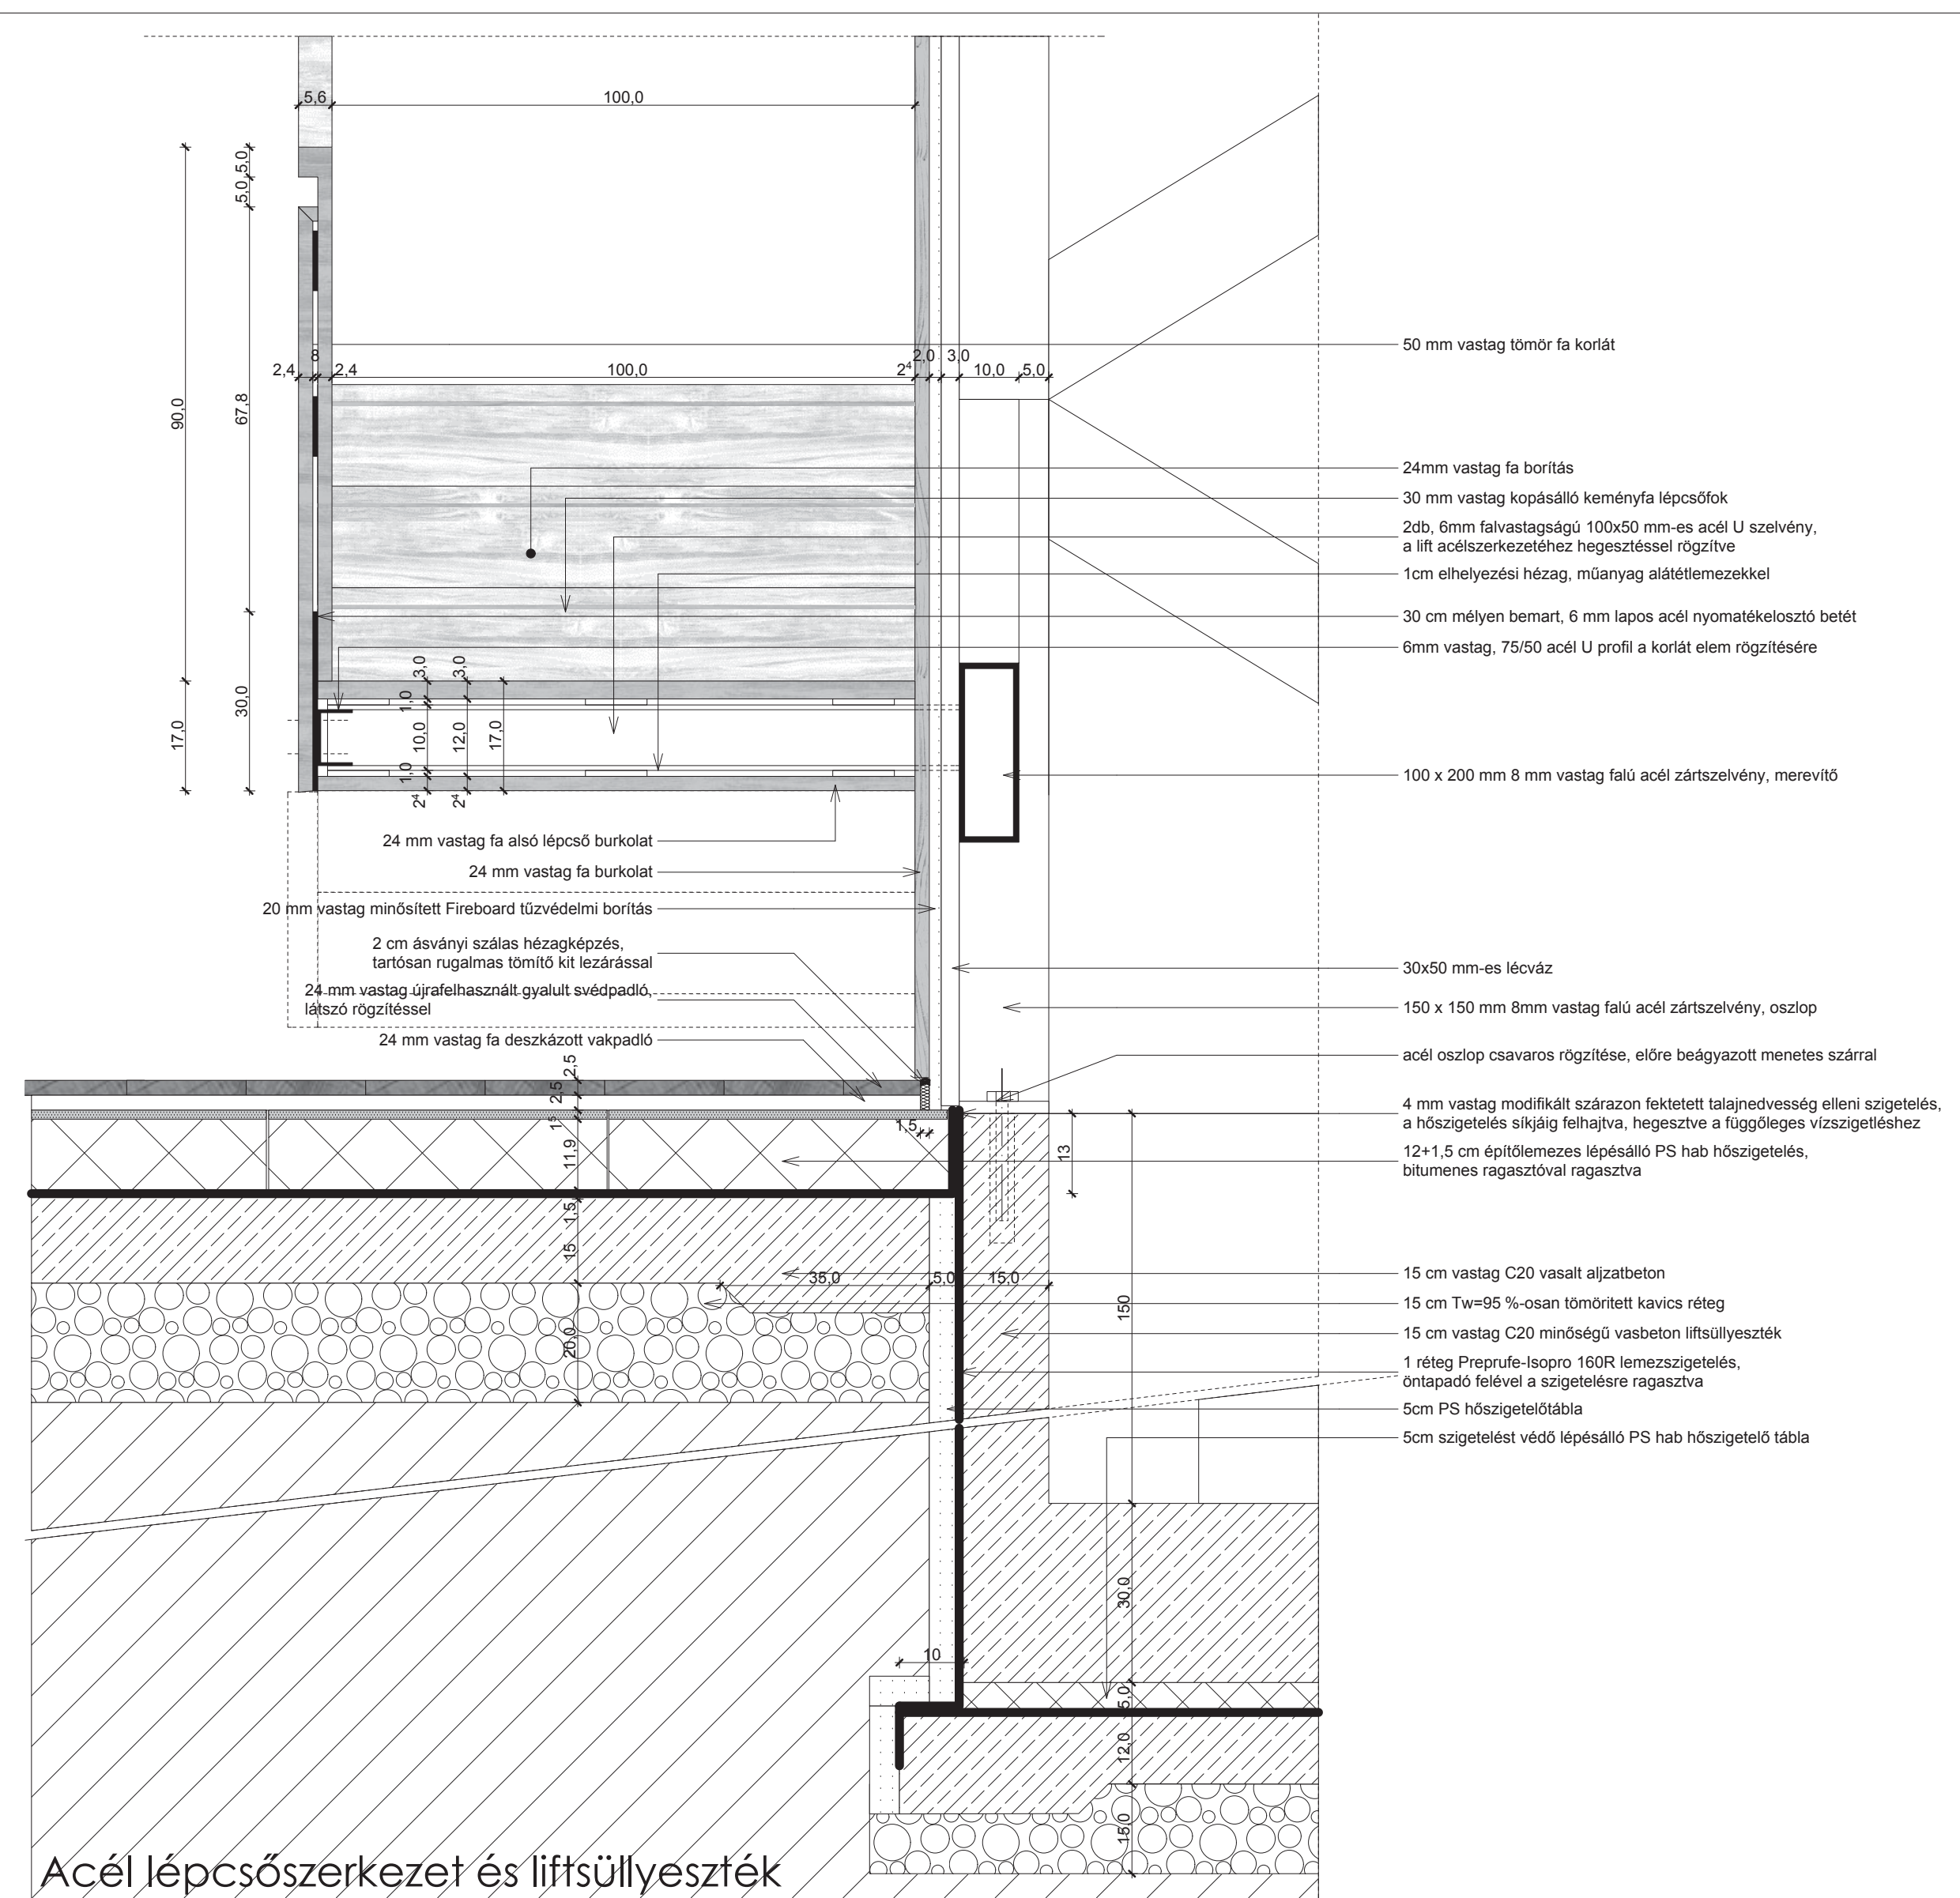 5,6
100,0
5,0
5,0
90,0
67,8
30,0
17,0
2,4
8
2,4
100,0
2⁴
2,0
3,0
10,0
5,0
50 mm vastag tömör fa korlát
24mm vastag fa borítás
30 mm vastag kopásálló keményfa lépcsőfok
2db, 6mm falvastagságú 100x50 mm-es acél U szelvény,
a lift acélszerkezetéhez hegesztéssel rögzítve
1cm elhelyezési hézag, műanyag alátétlemezekkel
30 cm mélyen bemart, 6 mm lapos acél nyomatékelosztó betét
6mm vastag, 75/50 acél U profil a korlát elem rögzítésére
3,0
3,0
1,0
10,0
12,0
17,0
1,0
2⁴
2⁴
100 x 200 mm 8 mm vastag falú acél zártszelvény, merevítő
24 mm vastag fa alsó lépcső burkolat
24 mm vastag fa burkolat
20 mm vastag minősített Fireboard tűzvédelmi borítás
2 cm ásványi szálas hézagképzés,
tartósan rugalmas tömítő kit lezárással
24 mm vastag újrafelhasznált gyalult svédpadló,
látszó rögzítéssel
24 mm vastag fa deszkázott vakpadló
30x50 mm-es lécváz
150 x 150 mm 8mm vastag falú acél zártszelvény, oszlop
acél oszlop csavaros rögzítése, előre beágyazott menetes szárral
4 mm vastag modifikált szárazon fektetett talajnedvesség elleni szigetelés,
a hőszigetelés síkjáig felhajtva, hegesztve a függőleges vízszigetléshez
12+1,5 cm építőlemezes lépésálló PS hab hőszigetelés,
bitumenes ragasztóval ragasztva
2,5
2,5
1⁵
11,9
1,5
15
20,0
1,5
13
35,0
5,0
15,0
150
15 cm vastag C20 vasalt aljzatbeton
15 cm Tw=95 %-osan tömöritett kavics réteg
15 cm vastag C20 minőségű vasbeton liftsüllyeszték
1 réteg Preprufe-Isopro 160R lemezszigetelés,
öntapadó felével a szigetelésre ragasztva
5cm PS hőszigetelőtábla
5cm szigetelést védő lépésálló PS hab hőszigetelő tábla
30,0
10
5,0
12,0
15,0
Acél lépcsőszerkezet és liftsüllyeszték